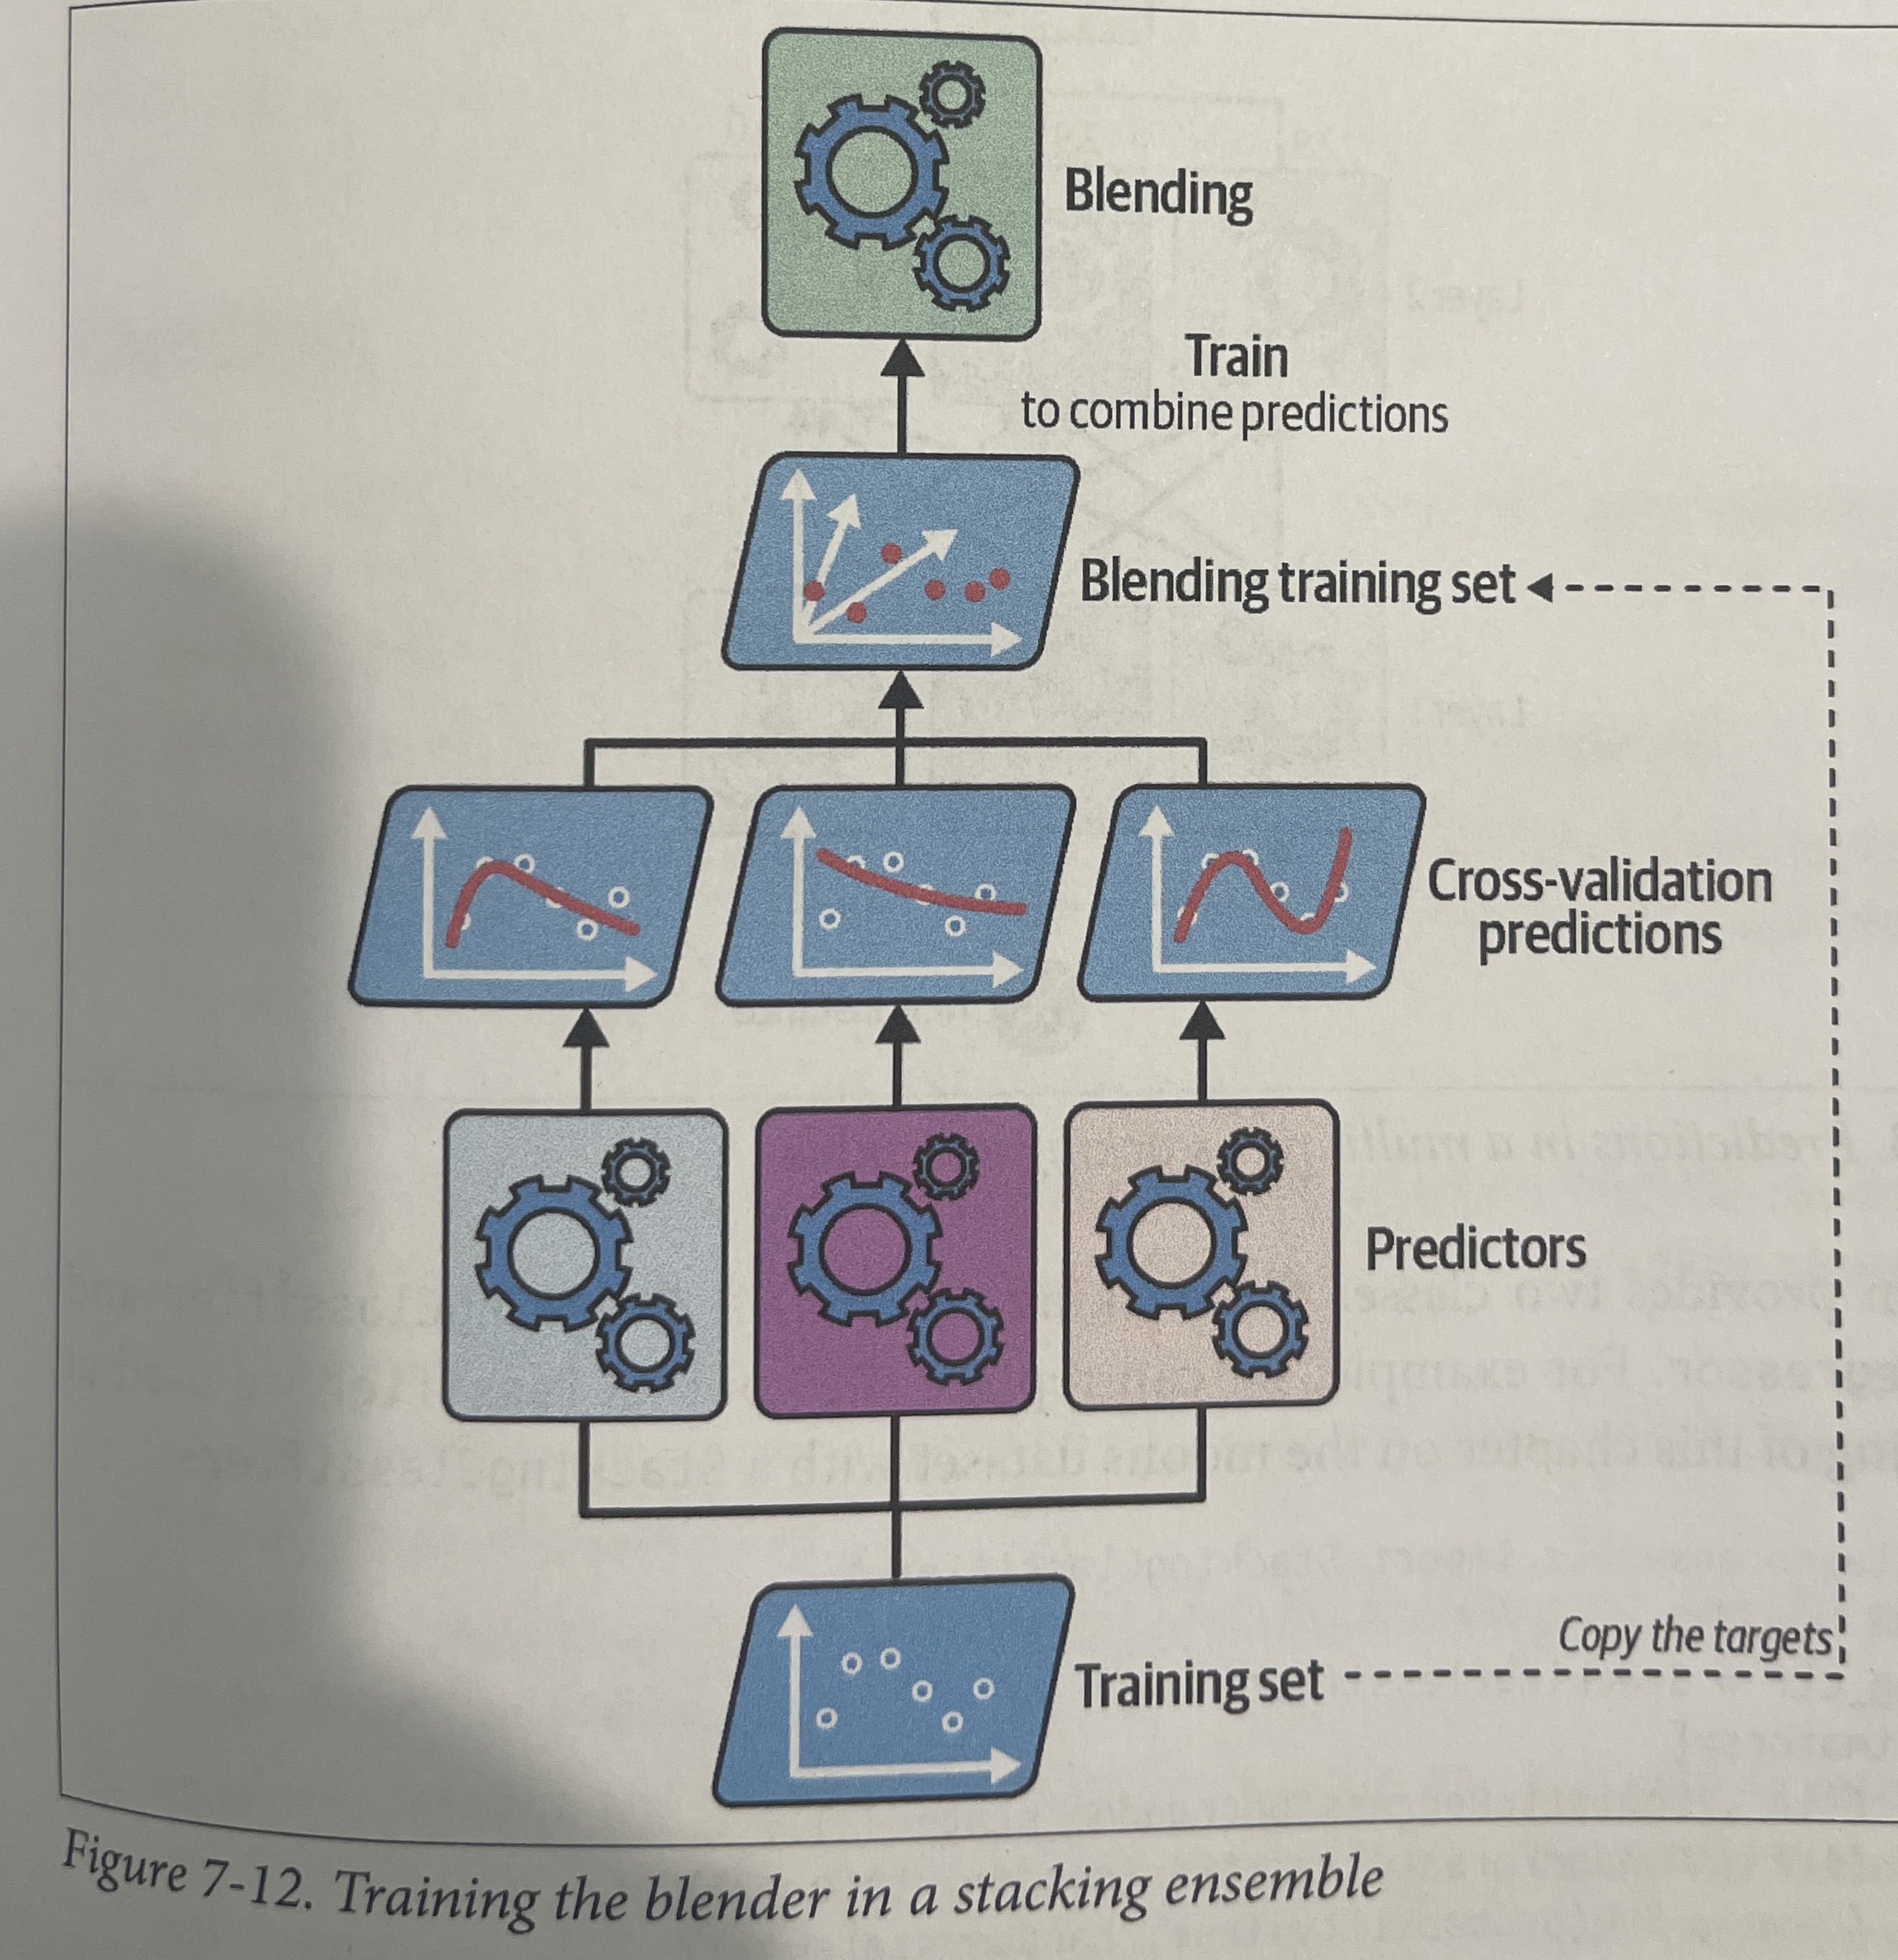 Blending
Train
to combine predictions
Blending training set
Cross-validation
predictions
Predictors
Copy the targets
Training set
Figure 7-12. Training the blender in a stacking ensemble